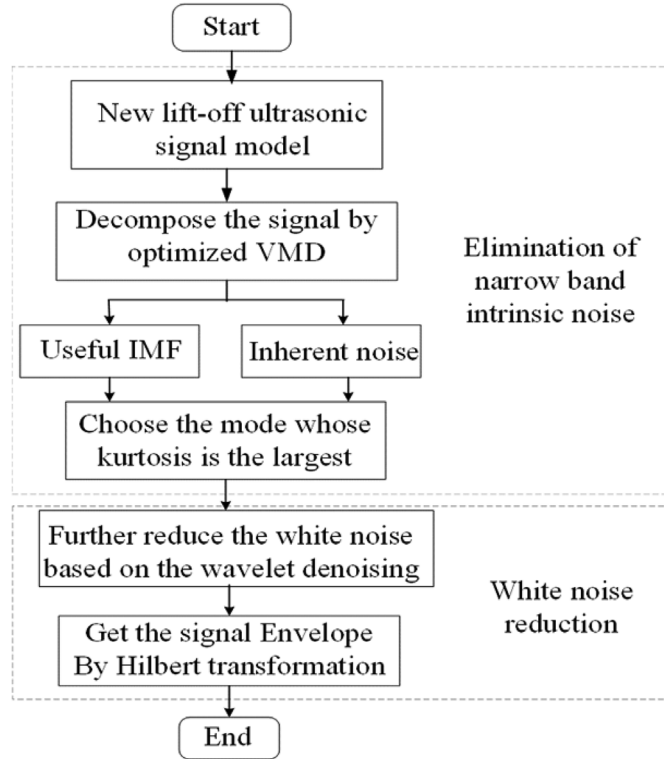 Start
New lift-off ultrasonic
signal model
Decompose the signal by
optimized VMD
Elimination of
narrow band
intrinsic noise
Useful IMF
Inherent noise
Choose the mode whose
kurtosis is the largest
Further reduce the white noise
based on the wavelet denoising
White noise
reduction
Get the signal Envelope
By Hilbert transformation
End